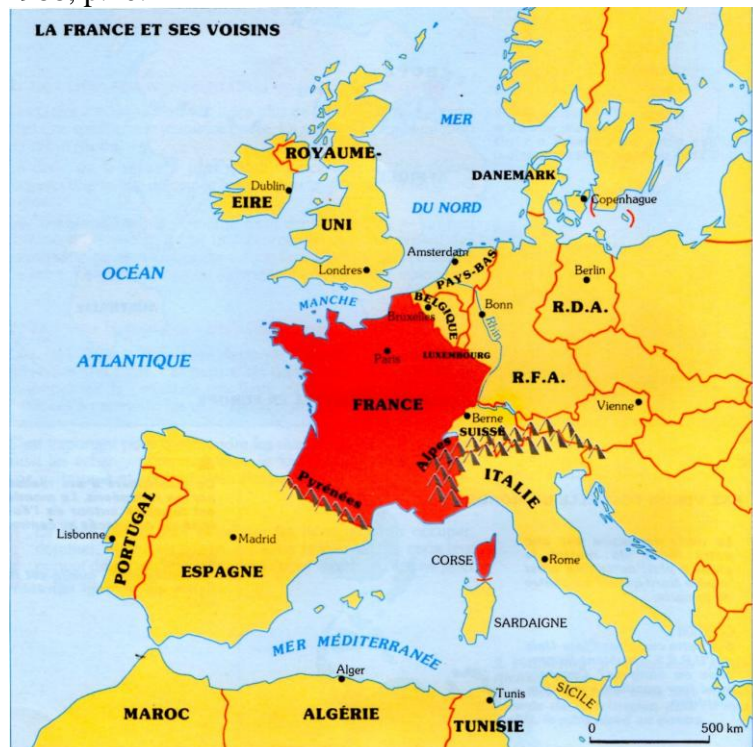 LA FRANCE ET SES VOISINS
MER
ROYAUME-
DANEMARK
Dublin
EIRE
Copenhague
DU NORD
UNI
Amsterdam
PAYS-BAS
OCÉAN
Londres
Berlin
MANCHE
BELGIQUE
Bonn
R.D.A.
Bruxelles
Rhin
ATLANTIQUE
Paris
LUXEMBOURG
R.F.A.
FRANCE
Vienne
Berne
SUISSE
Alpes
Pyrénées
ITALIE
PORTUGAL
Lisbonne
Madrid
CORSE
Rome
ESPAGNE
SARDAIGNE
MER MÉDITERRANÉE
Alger
Tunis
SICILE
MAROC
ALGÉRIE
TUNISIE
0 500 km